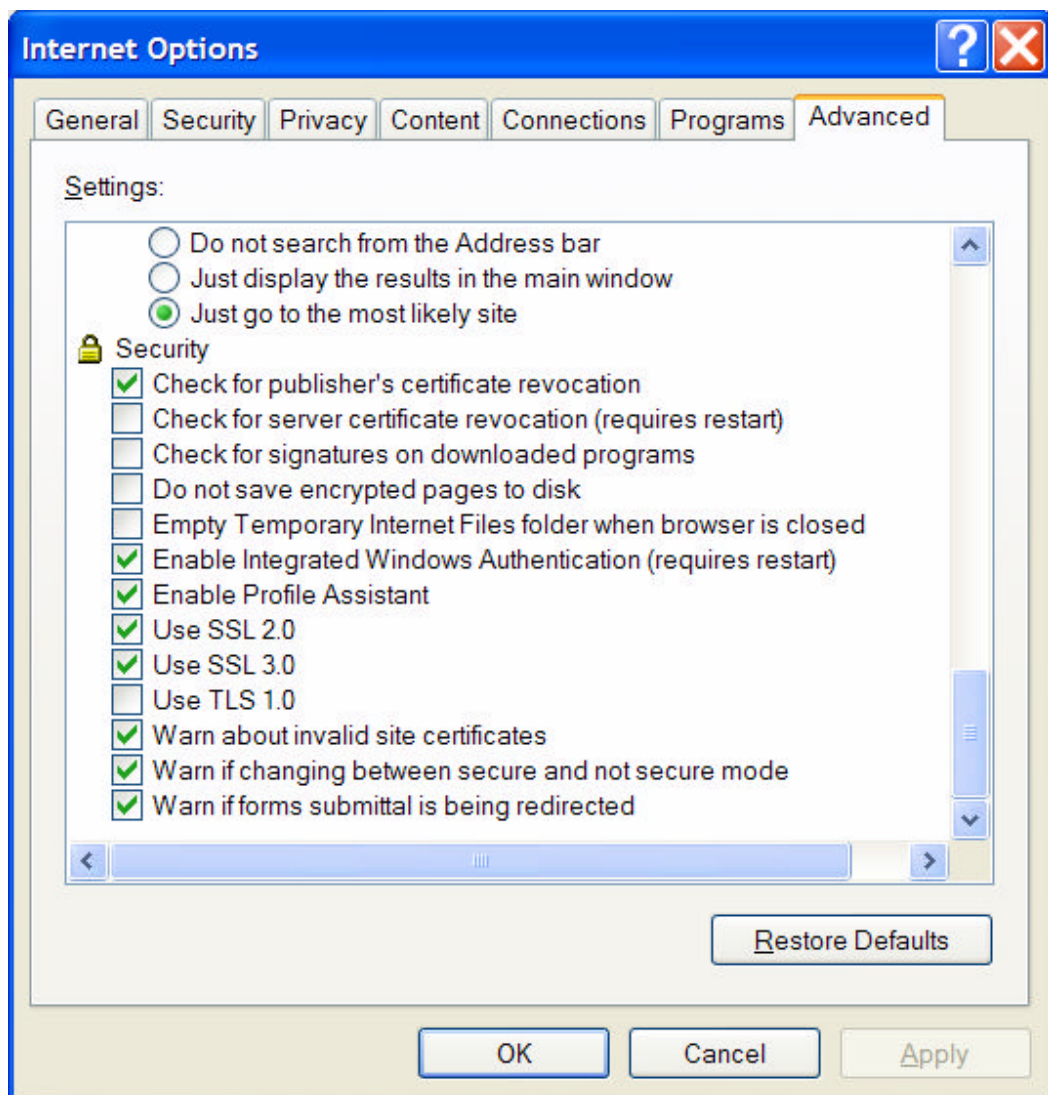 Internet Options
General Security Privacy Content Connections Programs Advanced
Settings:
Do not search from the Address bar
Just display the results in the main window
Just go to the most likely site
Security
Check for publisher's certificate revocation
Check for server certificate revocation (requires restart)
Check for signatures on downloaded programs
Do not save encrypted pages to disk
Empty Temporary Internet Files folder when browser is closed
Enable Integrated Windows Authentication (requires restart)
Enable Profile Assistant
Use SSL 2.0
Use SSL 3.0
Use TLS 1.0
Warn about invalid site certificates
Warn if changing between secure and not secure mode
Warn if forms submittal is being redirected
Restore Defaults
OK Cancel Apply